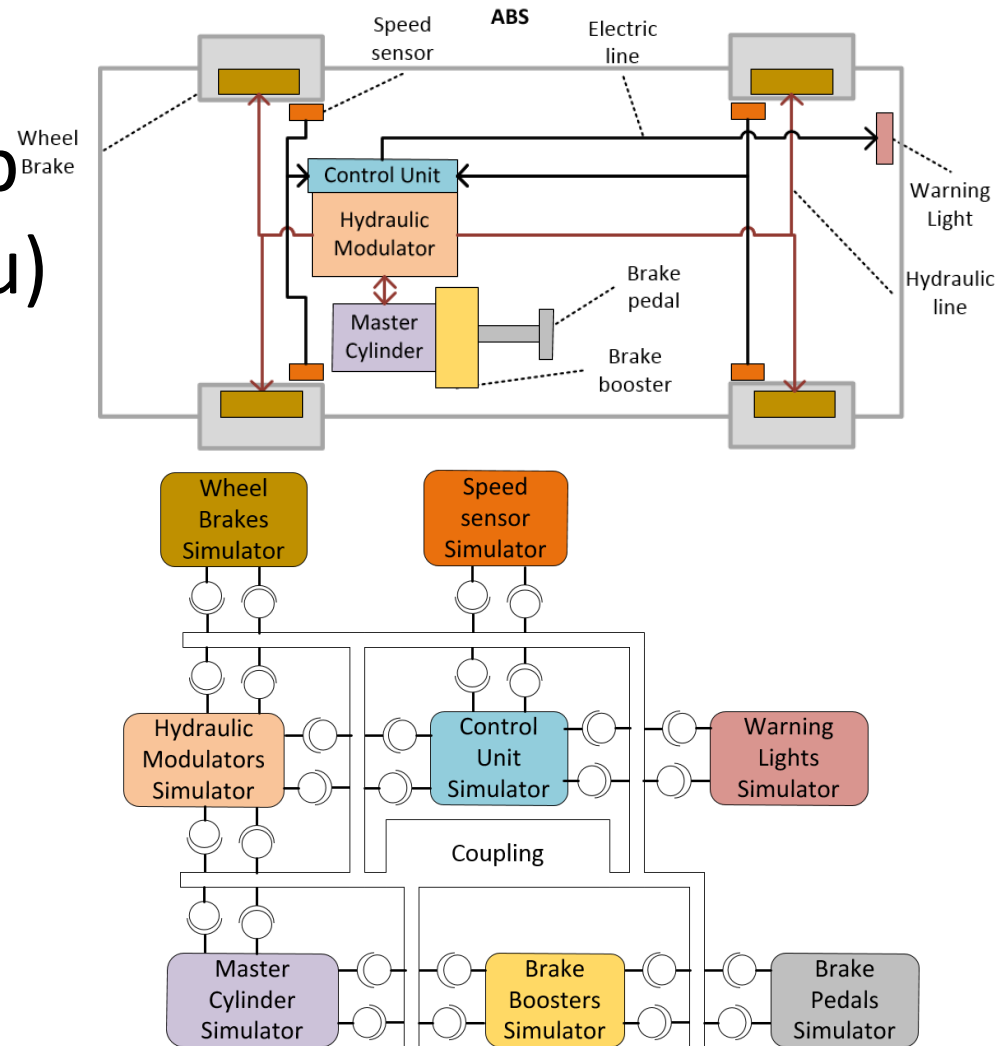 ABS
Speed
sensor
Electric
line
Wheel
Brake
u)
Control Unit
Hydraulic
Modulator
Warning
Light
Master
Cylinder
Brake
pedal
Hydraulic
line
Brake
booster
Wheel
Brakes
Simulator
Speed
sensor
Simulator
Hydraulic
Modulators
Simulator
Control
Unit
Simulator
Warning
Lights
Simulator
Coupling
Master
Cylinder
Simulator
Brake
Boosters
Simulator
Brake
Pedals
Simulator